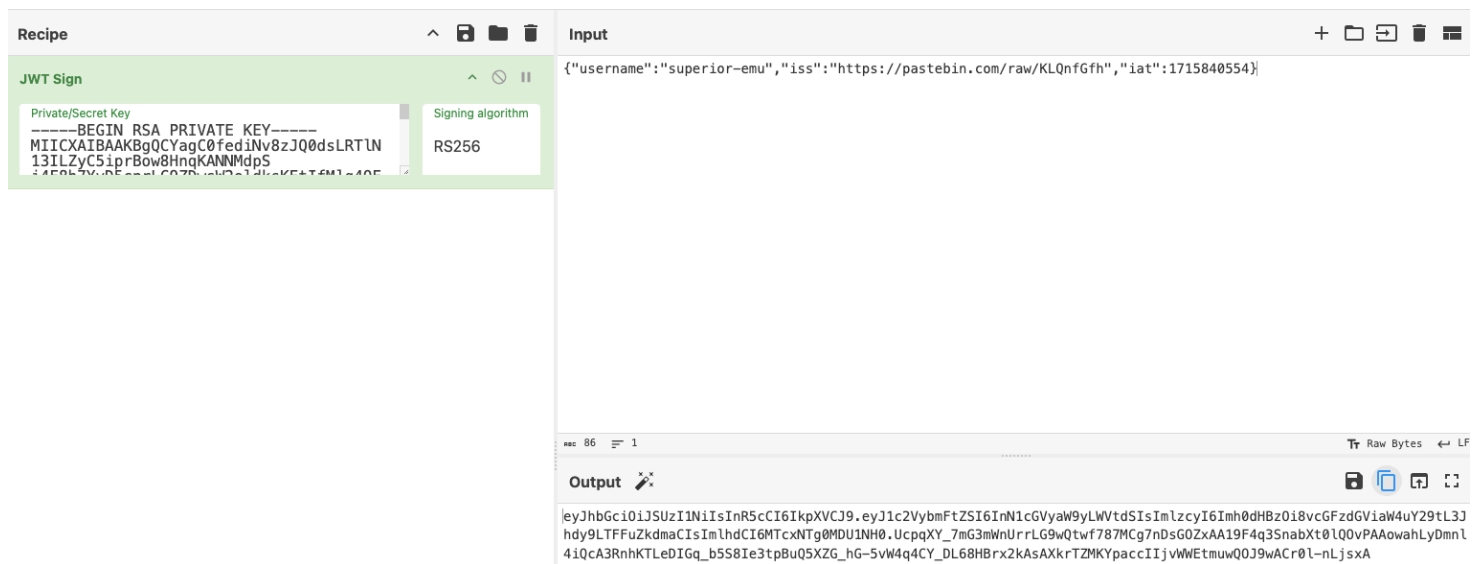 Recipe
Input
JWT Sign
Private/Secret Key
-----BEGIN RSA PRIVATE KEY-----
MIICXAIBAAKBgQCYagC0fediNv8zJQ0dsLRTlN
13ILZyC5iprBow8HnqKANNMdpS
Signing algorithm
RS256
{"username":"superior-emu","iss":"https://pastebin.com/raw/KLQnfGfh","iat":1715840554}
ABC 86 1
Tт Raw Bytes LF
Output
eyJhbGciOiJSUzI1NiIsInR5cCI6IkpXVCJ9.eyJ1c2VybmFtZSI6InN1cGVyaW9yLWVtdSIsImlzcyI6Imh0dHBzOi8vcGFzdGViaW4uY29tL3J
hdy9LTFFuZkdmaCIsImlhdCI6MTcxNTg0MDU1NH0.UcpqXY_7mG3mWnUrrLG9wQtwf787MCg7nDsGOZxAA19F4q3SnabXt0lQOvPAAowahLyDmnl
4iQcA3RnhKTLeDIGq_b5S8Ie3tpBuQ5XZG_hG-5vW4q4CY_DL68HBrx2kAsAXkrTZMKYpaccIIjvWWEtmuwQOJ9wACr0l-nLjsxA